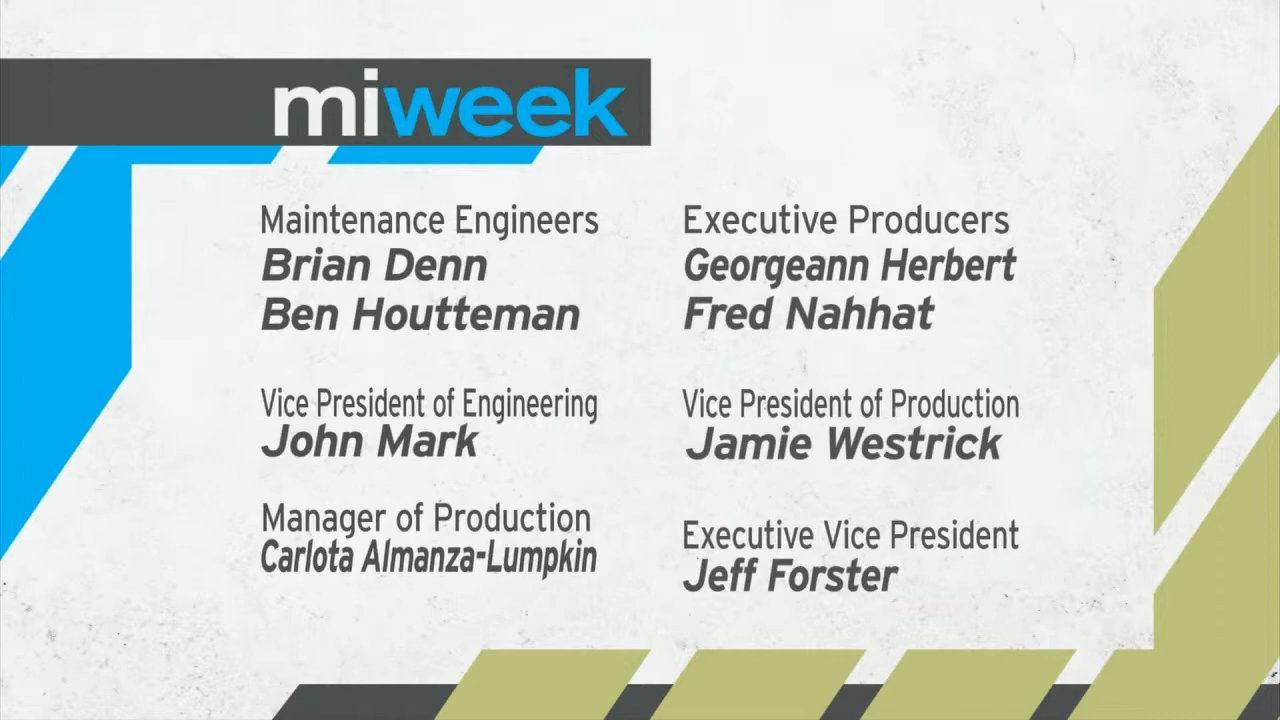 miweek
Maintenance Engineers
Brian Denn
Ben Houtteman
Vice President of Engineering
John Mark
Manager of Production
Carlota Almanza-Lumpkin
Executive Producers
Georgeann Herbert
Fred Nahhat
Vice President of Production
Jamie Westrick
Executive Vice President
Jeff Forster